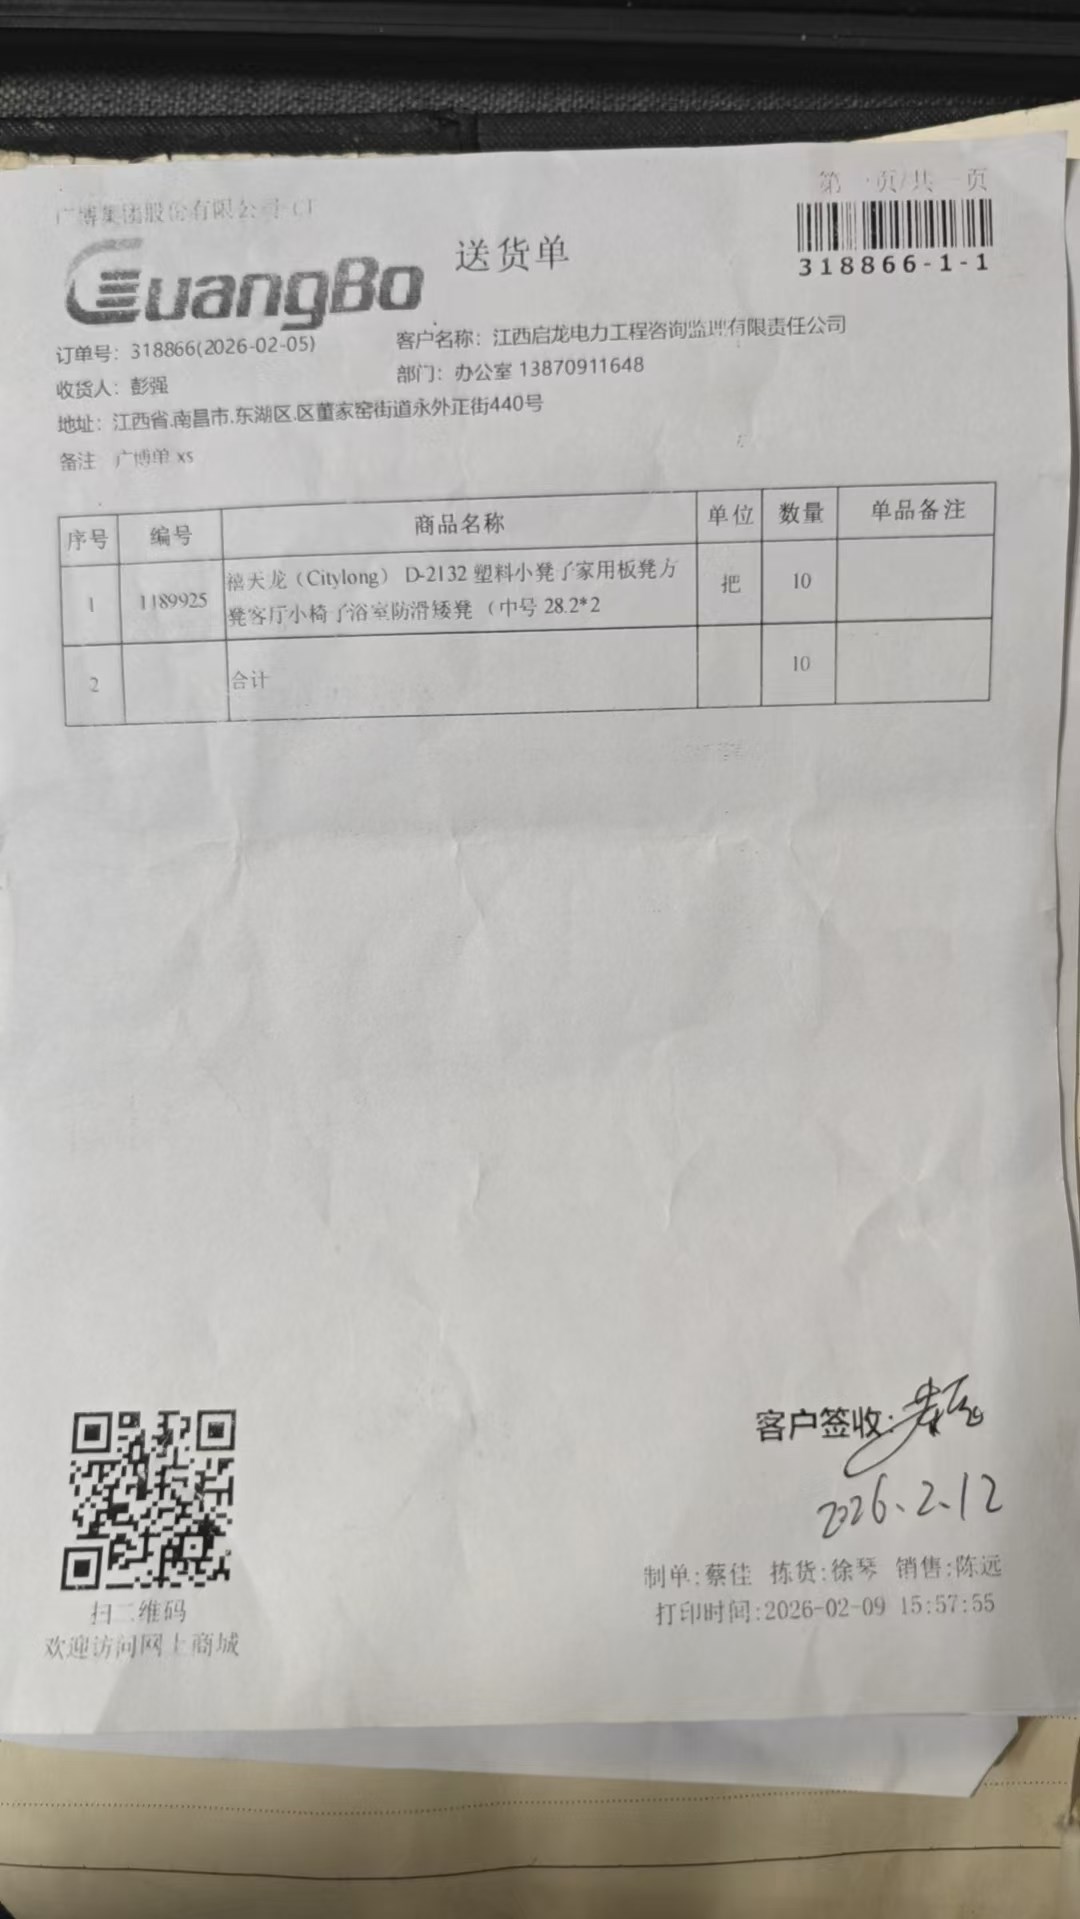 第一页/共一页
广博集团股份有限公司-CT
GuangBo
送货单
318866-1-1
订单号：318866(2026-02-05)
客户名称：江西启龙电力工程咨询监理有限责任公司
收货人：彭强
部门：办公室 13870911648
地址：江西省.南昌市.东湖区.区董家窑街道永外正街440号
备注 广博单 xs
序号 编号 商品名称 单位 数量 单品备注
1 1189925 禧天龙（Citylong） D-2132 塑料小凳子家用板凳方 把 10
凳客厅小椅子浴室防滑矮凳 （中号 28.2*2
2 合计 10
客户签收:
2026.2.12
制单:蔡佳 拣货:徐琴 销售:陈远
打印时间:2026-02-09 15:57:55
扫二维码
欢迎访问网上商城